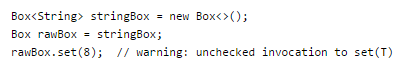 Box<String> stringBox = new Box<>();
Box rawBox = stringBox;
rawBox.set(8);  // warning: unchecked invocation to set(T)